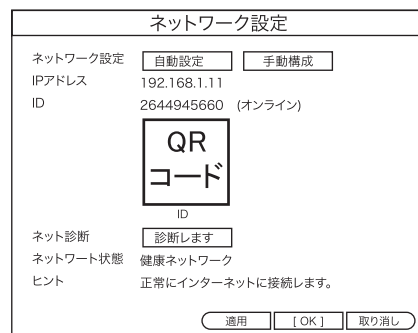 ネットワーク設定
ネットワーク設定 自動設定 手動構成
IPアドレス 192.168.1.11
ID 2644945660 (オンライン)
QR
コード
ID
ネット診断 診断します
ネットワート状態 健康ネットワーク
ヒント 正常にインターネットに接続します。
適用 [ OK ] 取り消し